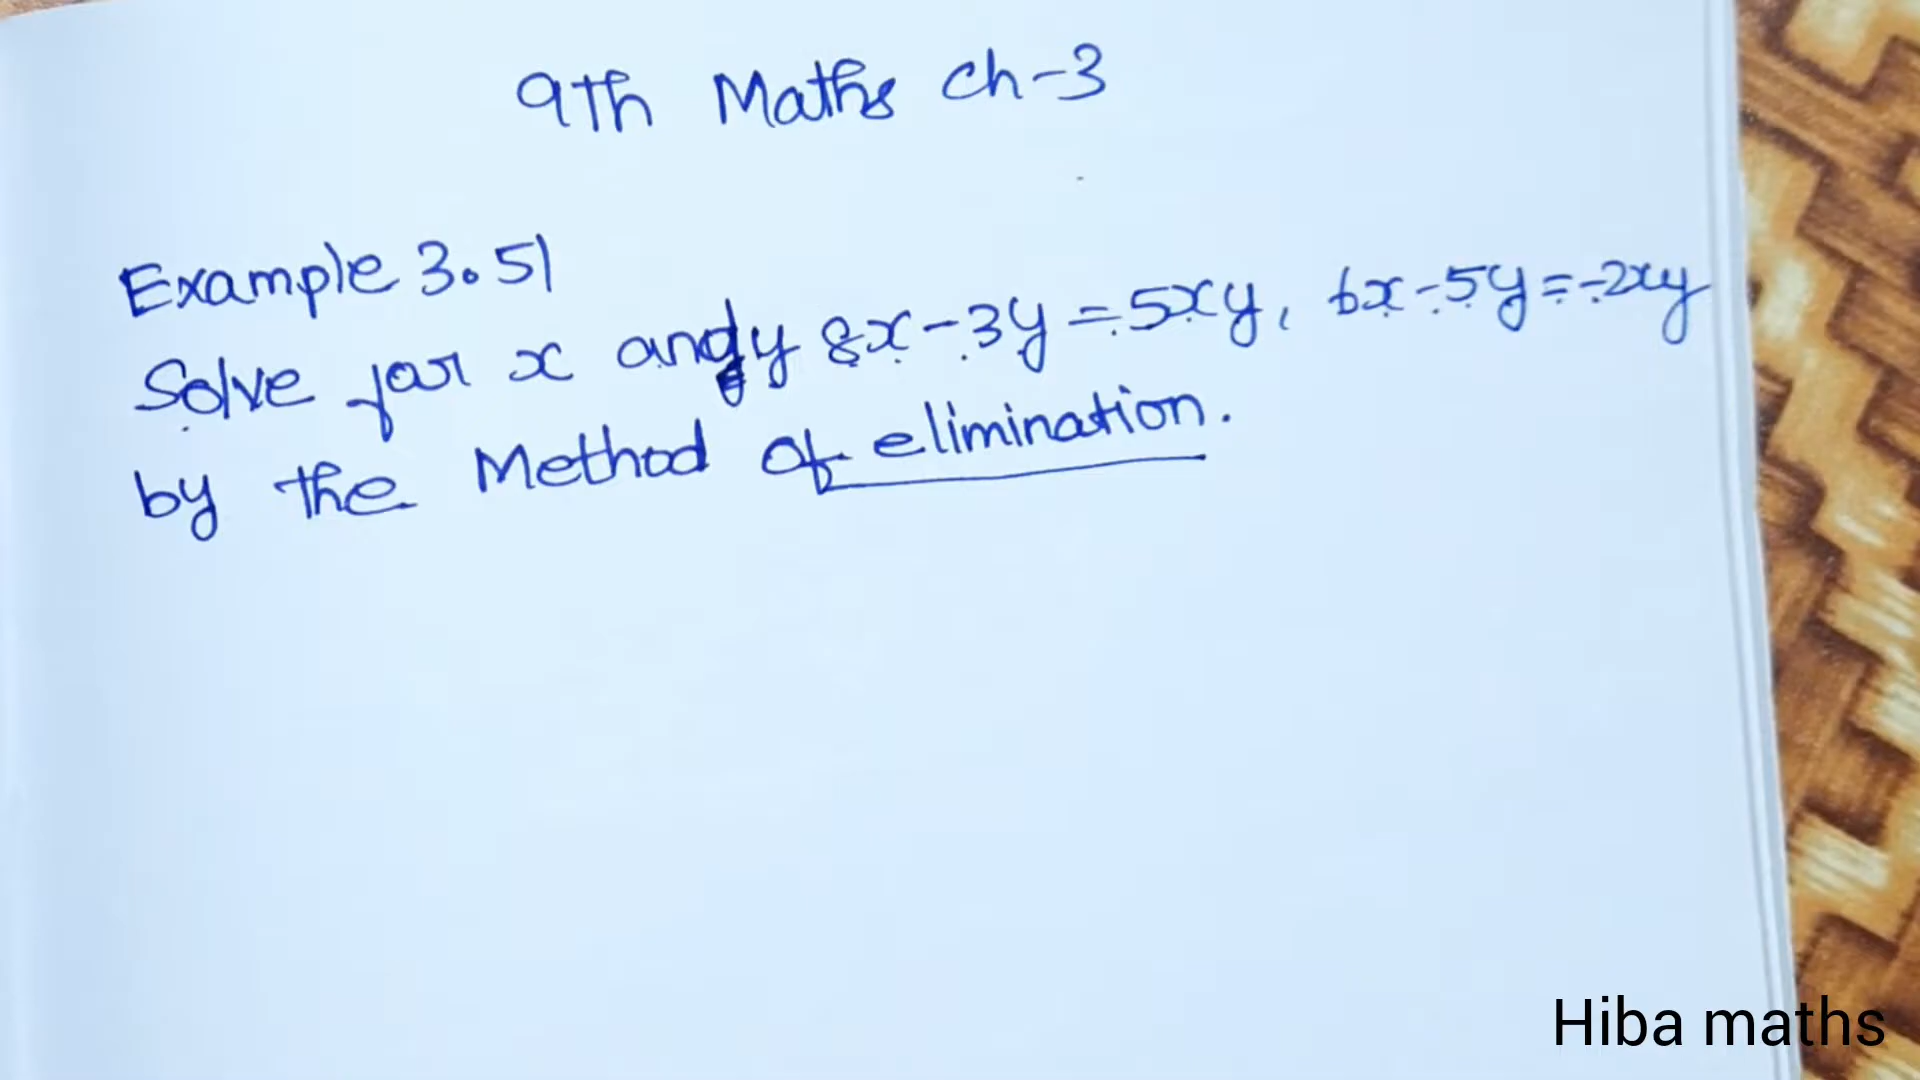 9th Maths Ch-3
Example 3.51
Solve for x and y 8x-3y=5xy, 6x-5y=-2xy
by the Method of elimination.
Hiba maths